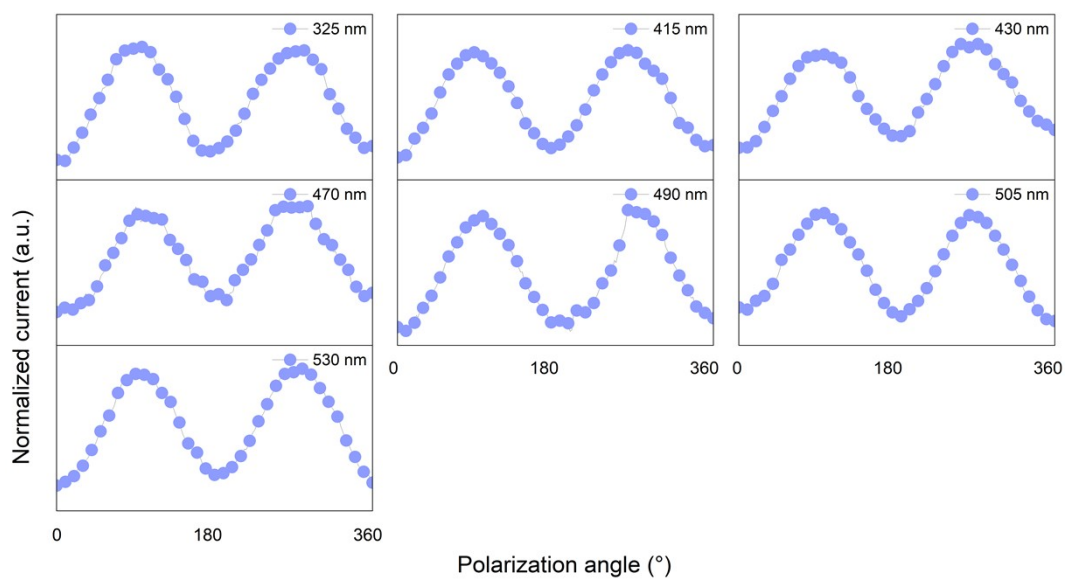 325 nm
415 nm
430 nm
470 nm
490 nm
505 nm
530 nm
Normalized current (a.u.)
0 180 360
0 180 360
0 180 360
Polarization angle (°)